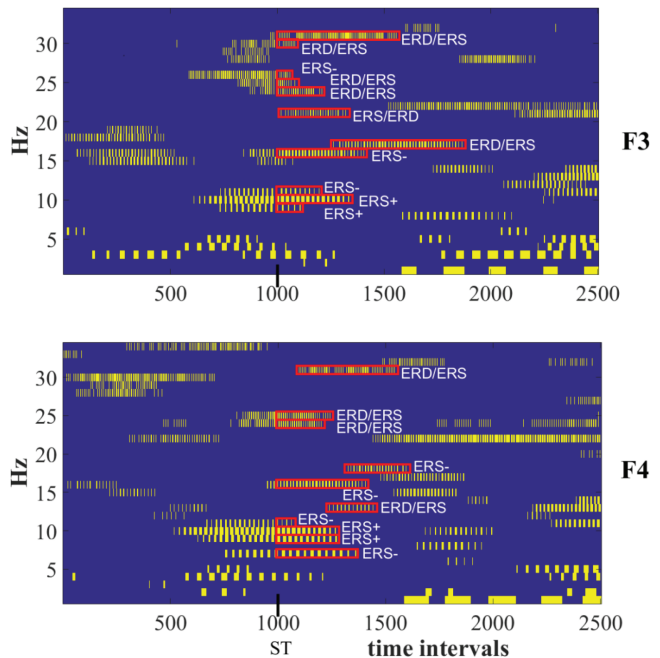 30
25
20
15
10
5
Hz
F3
ERD/ERS
ERD/ERS
ERS-
ERD/ERS
ERD/ERS
ERS/ERD
ERD/ERS
ERS-
ERS-
ERS+
ERS+
500 1000 1500 2000 2500
30
25
20
15
10
5
Hz
F4
ERD/ERS
ERD/ERS
ERD/ERS
ERS-
ERS-
ERD/ERS
ERS-
ERS+
ERS+
ERS-
500 1000 1500 2000 2500
ST time intervals